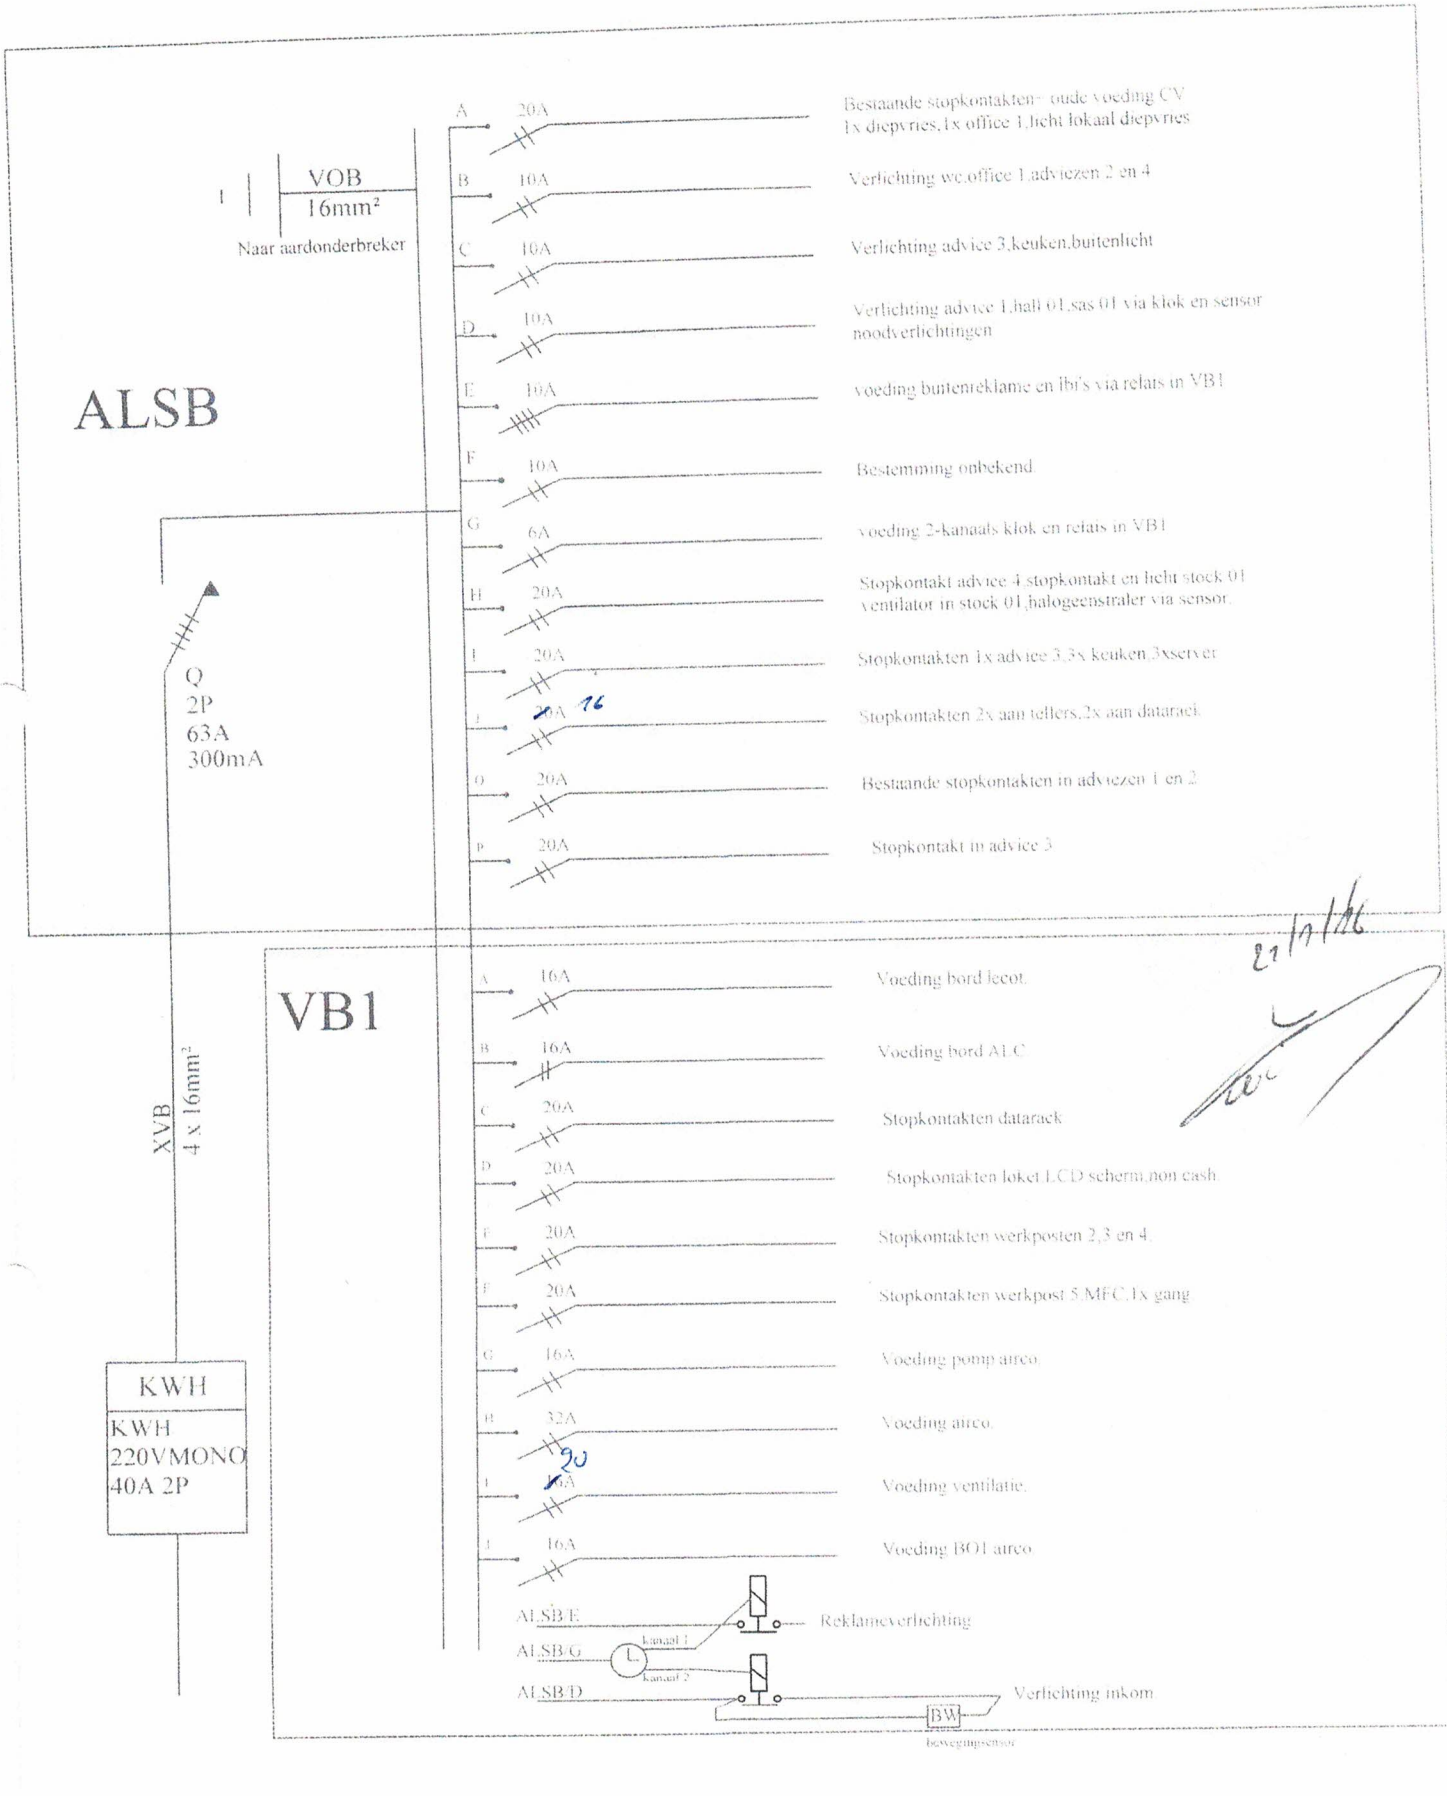 A 20A Bestaande stopkontakten- oude voeding CV
1x diepvries,1x office 1,licht lokaal diepvries
VOB
16mm²
Naar aardonderbreker
B 10A Verlichting wc,office 1,adviezen 2 en 4
C 10A Verlichting advice 3,keuken,buitenlicht
D 10A Verlichting advice 1,hall 01,sas 01 via klok en sensor
noodverlichtingen
ALSB
E 10A voeding buitenreklame en ibi's via relais in VB1
F 10A Bestemming onbekend.
G 6A voeding 2-kanaals klok en relais in VB1
H 20A Stopkontakt advice 4,stopkontakt en licht stock 01
ventilator in stock 01,halogeenstraler via sensor.
I 20A Stopkontakten 1x advice 3,3x keuken,3xserver
Q
2P
63A
300mA
J 20A 16 Stopkontakten 2x aan tellers,2x aan datarack
O 20A Bestaande stopkontakten in adviezen 1 en 2
P 20A Stopkontakt in advice 3
21/11/16
VB1
A 16A Voeding bord lecot.
B 16A Voeding bord ALC
XVB
4 x 16mm²
C 20A Stopkontakten datarack
D 20A Stopkontakten loket,LCD scherm,non cash.
E 20A Stopkontakten werkposten 2,3 en 4.
F 20A Stopkontakten werkpost 5,MFC,1x gang
G 16A Voeding pomp airco.
KWH
KWH
220VMONO
40A 2P
H 32A Voeding airco.
20
I 16A Voeding ventilatie.
J 16A Voeding BO1 airco
ALSB/E Reklameverlichting
ALSB/G kanaal 1
kanaal 2
ALSB/D Verlichting inkom
BW
bewegingsensor